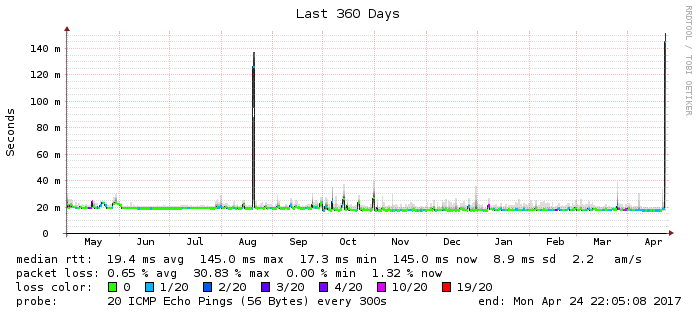 Last 360 Days
RRDTOOL / TOBI OETIKER
Seconds
140 m
120 m
100 m
80 m
60 m
40 m
20 m
0
May Jun Jul Aug Sep Oct Nov Dec Jan Feb Mar Apr
median rtt: 19.4 ms avg 145.0 ms max 17.3 ms min 145.0 ms now 8.9 ms sd 2.2 am/s
packet loss: 0.65 % avg 30.83 % max 0.00 % min 1.32 % now
loss color: 0 1/20 2/20 3/20 4/20 10/20 19/20
probe: 20 ICMP Echo Pings (56 Bytes) every 300s end: Mon Apr 24 22:05:08 2017